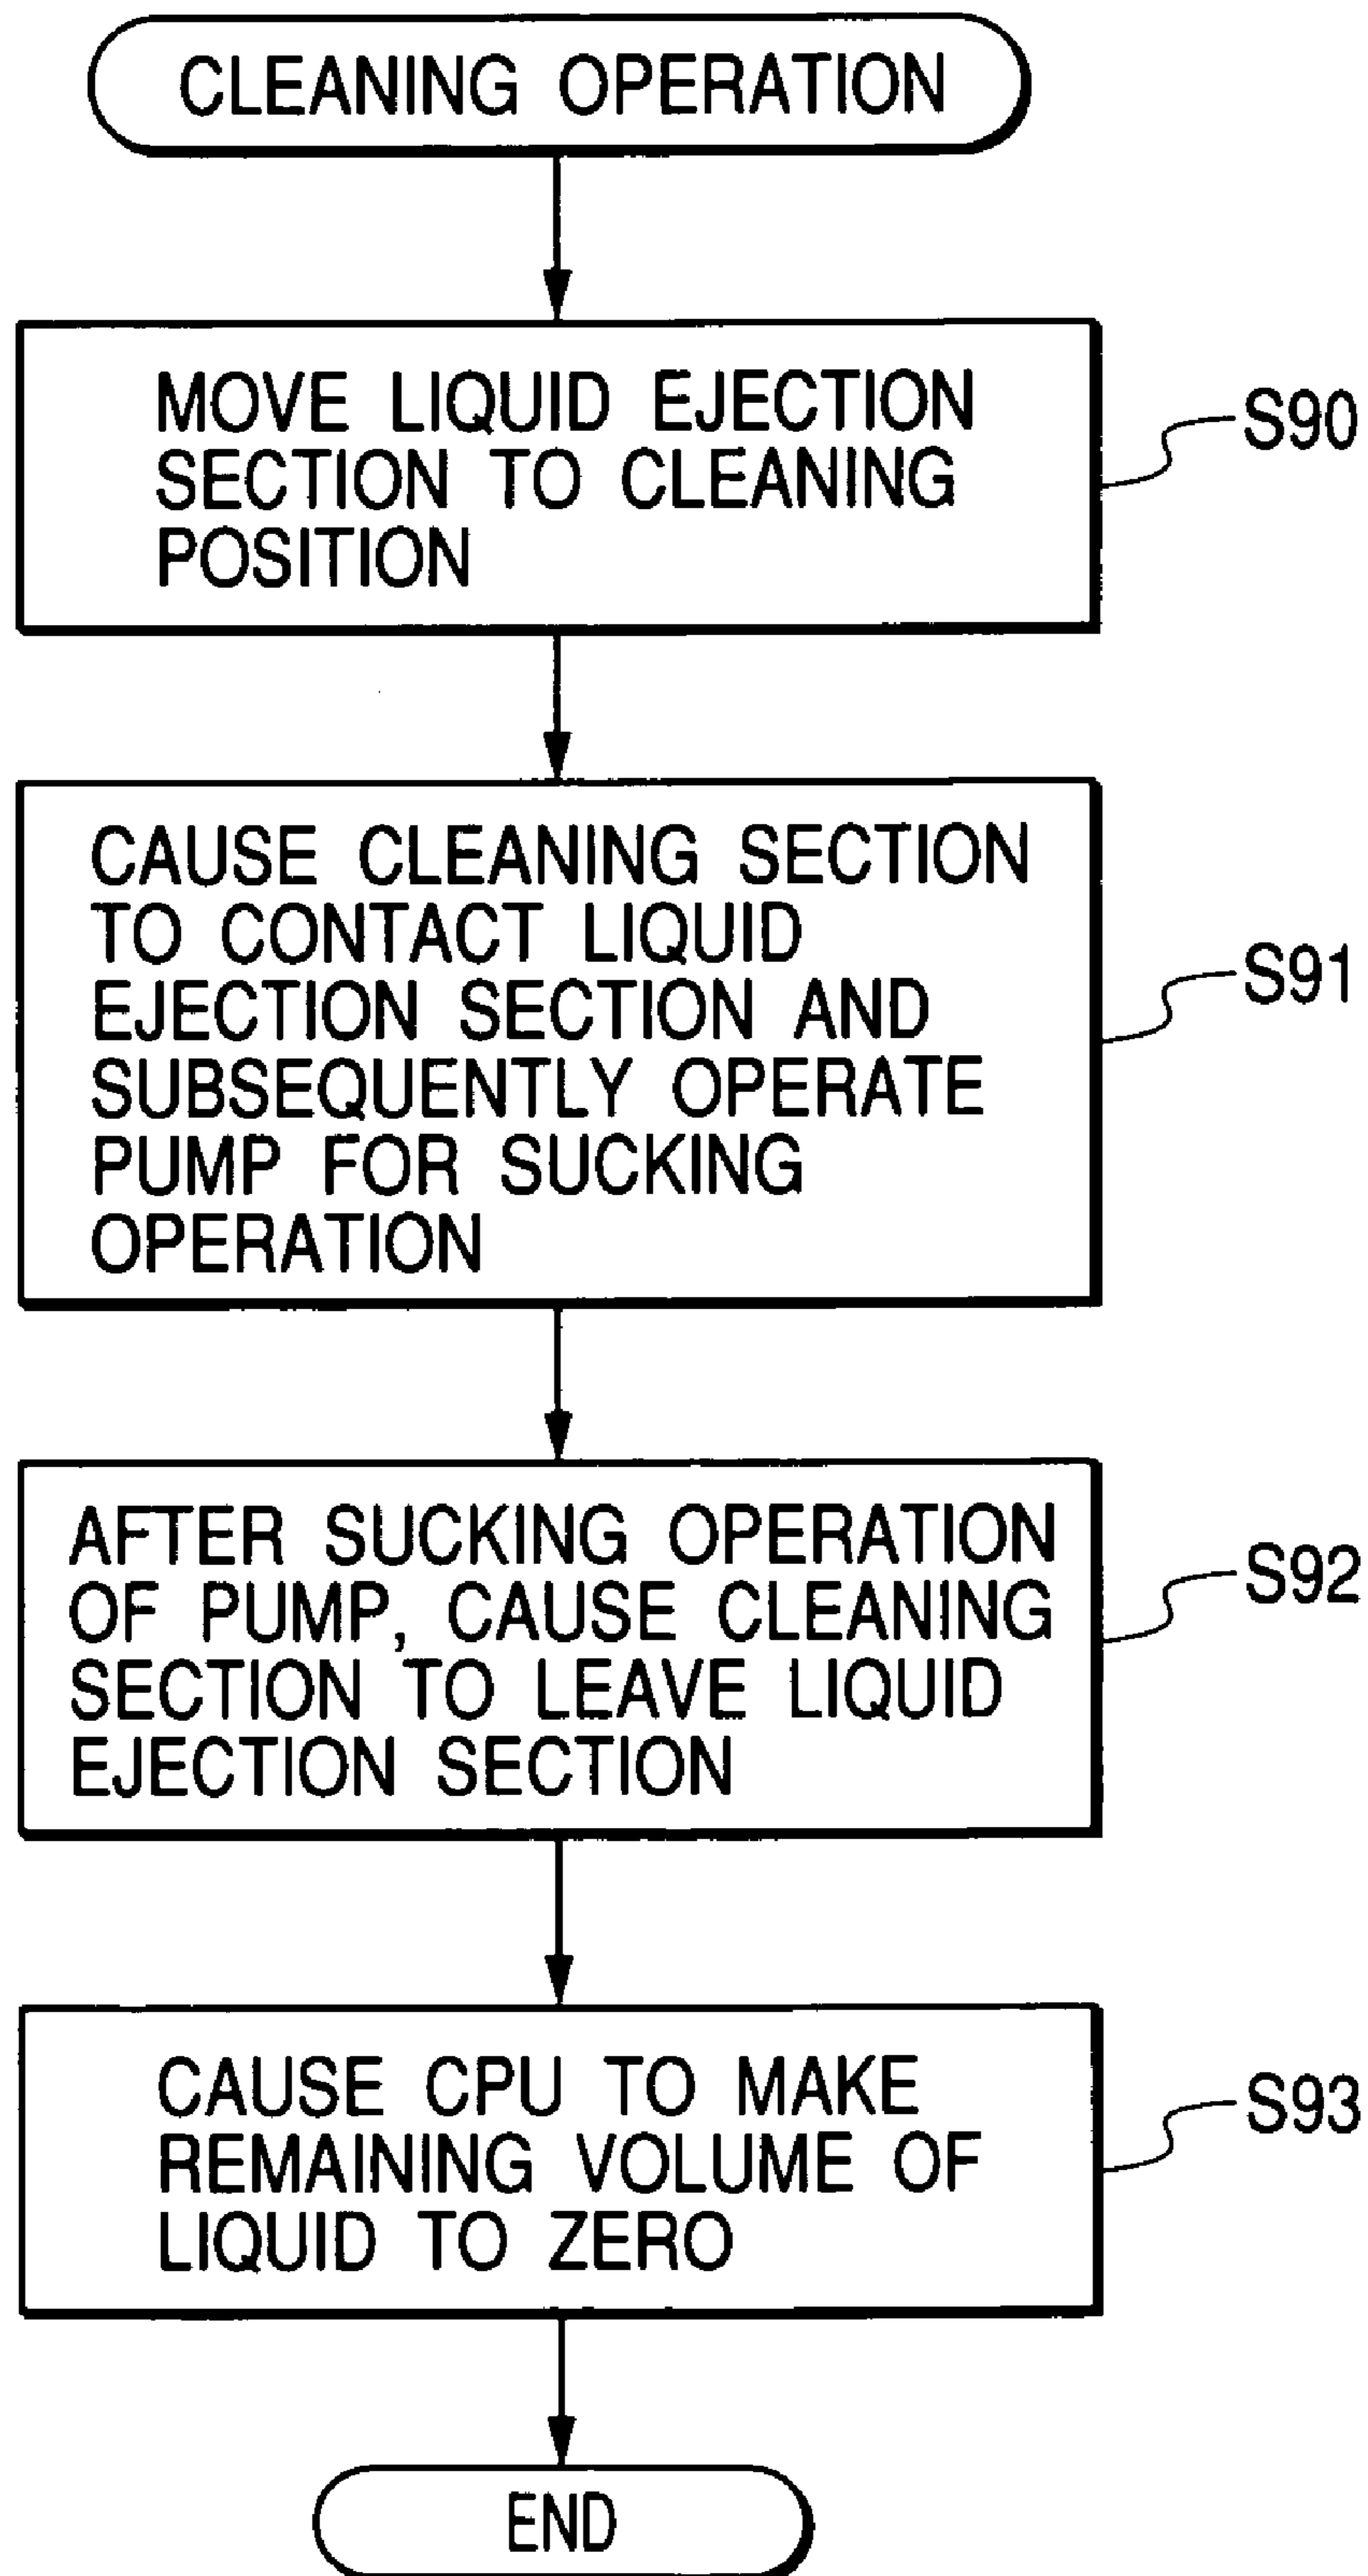 CLEANING OPERATION
MOVE LIQUID EJECTION
SECTION TO CLEANING
POSITION
S90
CAUSE CLEANING SECTION
TO CONTACT LIQUID
EJECTION SECTION AND
SUBSEQUENTLY OPERATE
PUMP FOR SUCKING
OPERATION
S91
AFTER SUCKING OPERATION
OF PUMP, CAUSE CLEANING
SECTION TO LEAVE LIQUID
EJECTION SECTION
S92
CAUSE CPU TO MAKE
REMAINING VOLUME OF
LIQUID TO ZERO
S93
END